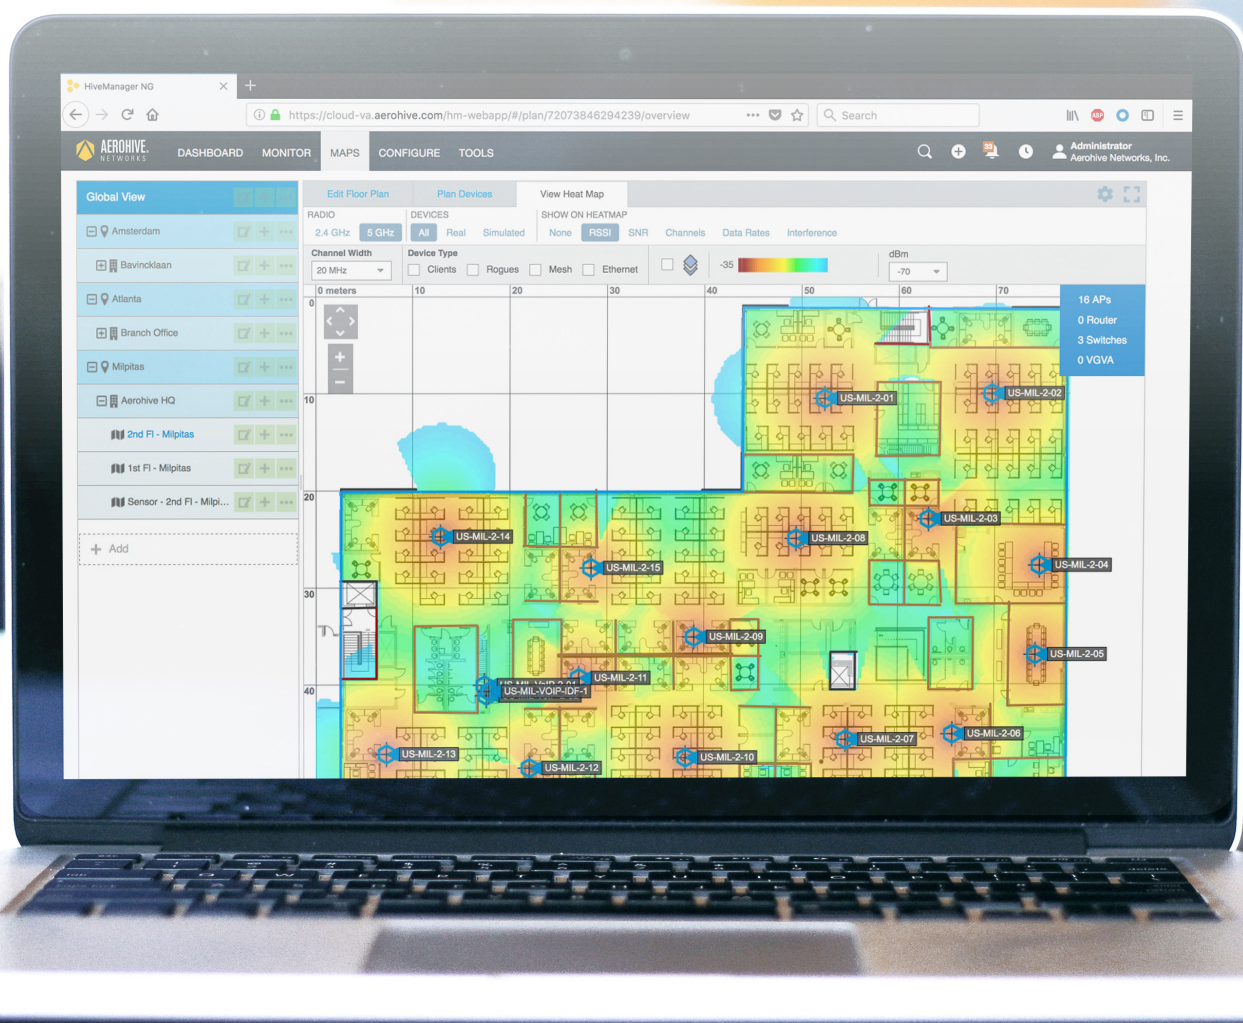 HiveManager NG
https://cloud-va.aerohive.com/hm-webapp/#/plan/72073846294239/overview
Search
ABP
AEROHIVE
NETWORKS
DASHBOARD MONITOR MAPS CONFIGURE TOOLS
Administrator
Aerohive Networks, Inc.
Global View
Amsterdam
Bavincklaan
Atlanta
Branch Office
Milpitas
Aerohive HQ
2nd Fl - Milpitas
1st Fl - Milpitas
Sensor - 2nd Fl - Milpi...
Add
Edit Floor Plan Plan Devices View Heat Map
RADIO DEVICES SHOW ON HEATMAP
2.4 GHz 5 GHz All Real Simulated None RSSI SNR Channels Data Rates Interference
Channel Width Device Type dBm
20 MHz Clients Rogues Mesh Ethernet -35 -70
0 meters 10 20 30 40 50 60 70
0
10
20
30
40
16 APs
0 Router
3 Switches
0 VGVA
US-MIL-2-01
US-MIL-2-02
US-MIL-2-03
US-MIL-2-14
US-MIL-2-08
US-MIL-2-15
US-MIL-2-04
US-MIL-2-09
US-MIL-2-05
US-MIL-2-11
US-MIL-VOIP-IDF-1
US-MIL-2-06
US-MIL-2-07
US-MIL-2-13
US-MIL-2-10
US-MIL-2-12